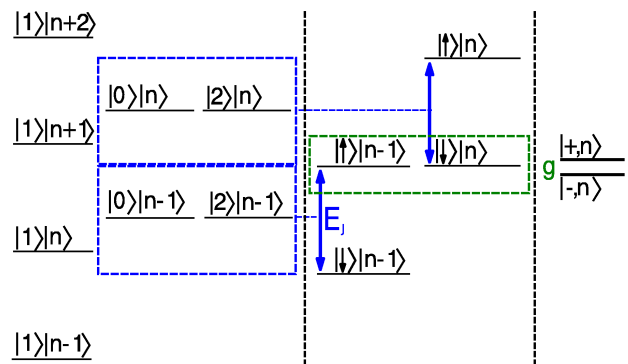 |1⟩|n+2⟩
|↑⟩|n⟩
|0⟩|n⟩ |2⟩|n⟩
|1⟩|n+1⟩
|↑⟩|n-1⟩ |↓⟩|n⟩
|+,n⟩
g
|-,n⟩
|0⟩|n-1⟩ |2⟩|n-1⟩
E_J
|1⟩|n⟩
|↓⟩|n-1⟩
|1⟩|n-1⟩